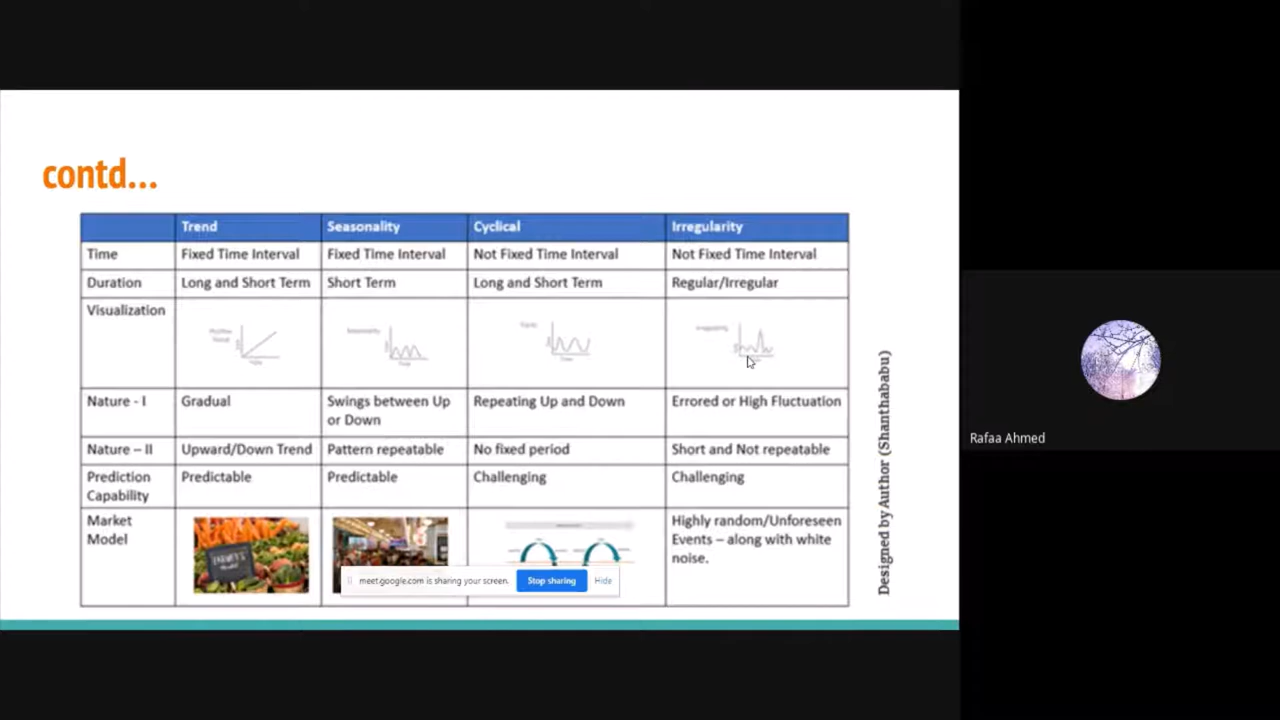 contd...
Trend Seasonality Cyclical Irregularity
Time Fixed Time Interval Fixed Time Interval Not Fixed Time Interval Not Fixed Time Interval
Duration Long and Short Term Short Term Long and Short Term Regular/Irregular
Visualization
Nature - I Gradual Swings between Up Repeating Up and Down Errored or High Fluctuation
or Down
Nature – II Upward/Down Trend Pattern repeatable No fixed period Short and Not repeatable
Prediction Predictable Predictable Challenging Challenging
Capability
Market Highly random/Unforeseen
Model Events – along with white
noise.
meet.google.com is sharing your screen. Stop sharing Hide
Designed by Author (Shanthababu)
Rafaa Ahmed